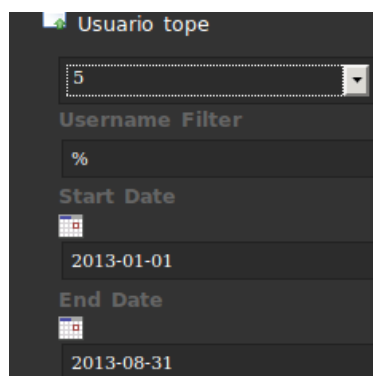 Usuario tope
5
Username Filter
%
Start Date
2013-01-01
End Date
2013-08-31